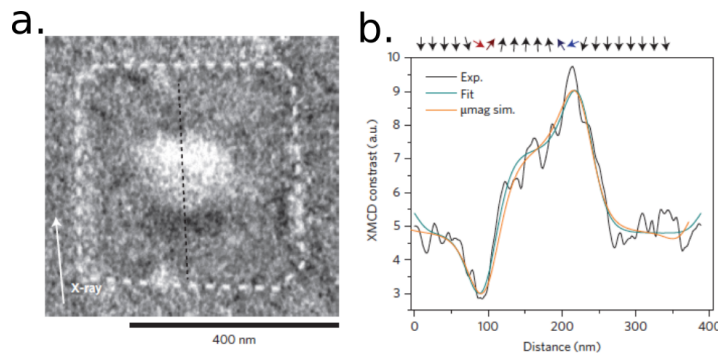 a.
X-ray
400 nm
b.
10
9
8
7
6
5
4
3
XMCD constrast (a.u.)
Exp.
Fit
µmag sim.
0
100
200
300
400
Distance (nm)